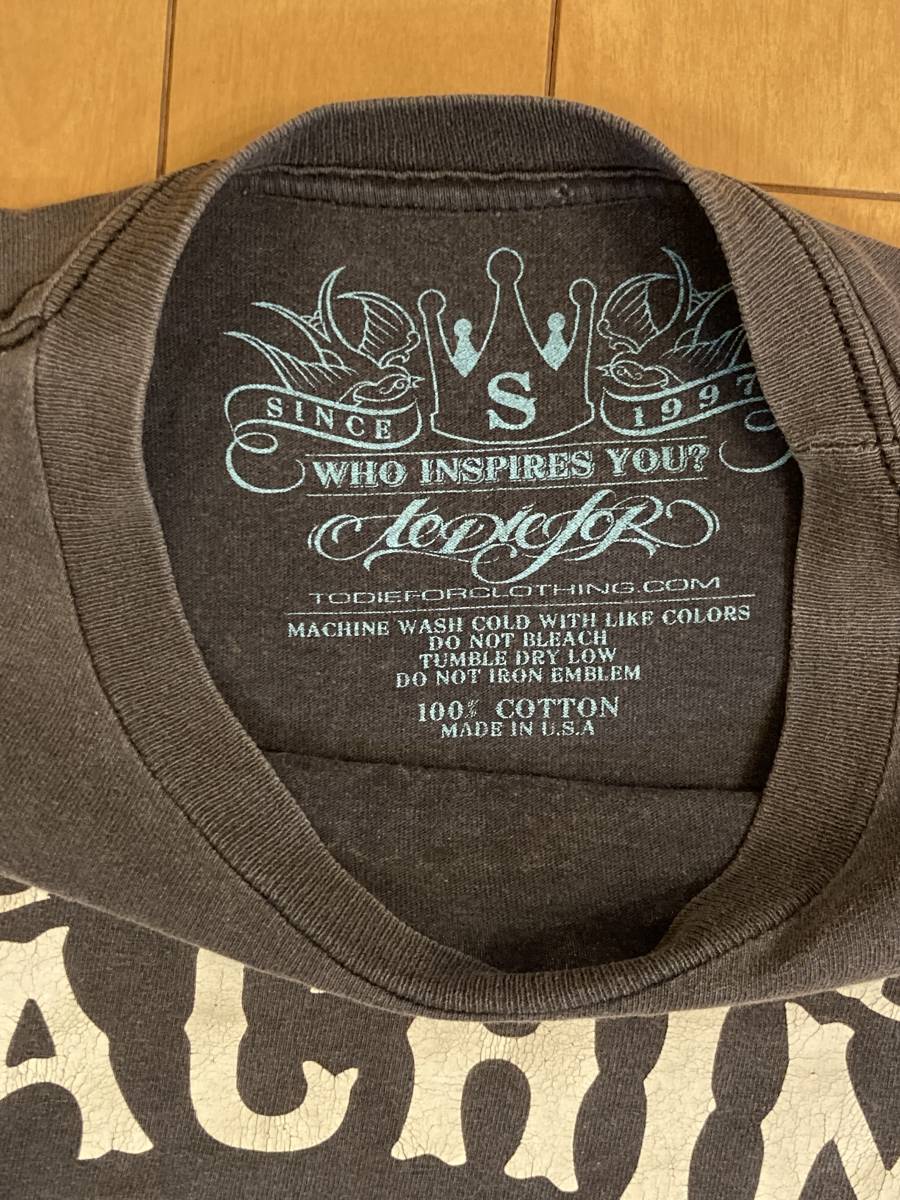 S
SINCE 1997
WHO INSPIRES YOU?
ToDieFoR
TODIEFORCLOTHING.COM
MACHINE WASH COLD WITH LIKE COLORS
DO NOT BLEACH
TUMBLE DRY LOW
DO NOT IRON EMBLEM
100% COTTON
MADE IN U.S.A